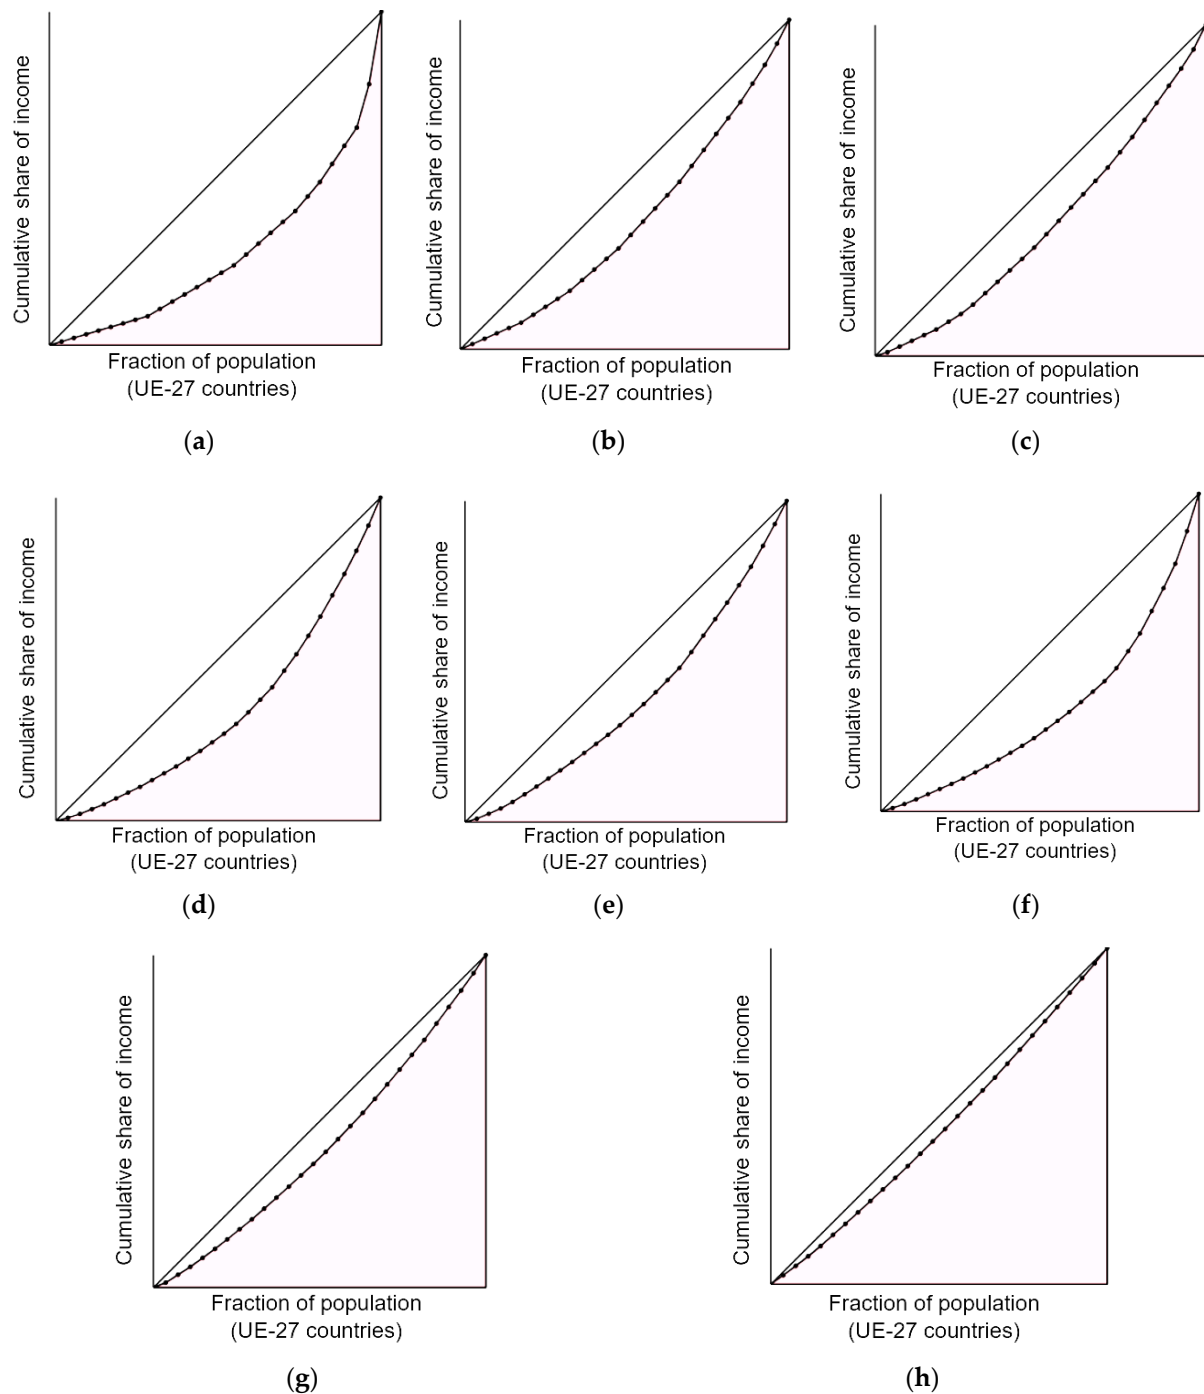 Cumulative share of income
Fraction of population
(UE-27 countries)
(a)
Cumulative share of income
Fraction of population
(UE-27 countries)
(b)
Cumulative share of income
Fraction of population
(UE-27 countries)
(c)
Cumulative share of income
Fraction of population
(UE-27 countries)
(d)
Cumulative share of income
Fraction of population
(UE-27 countries)
(e)
Cumulative share of income
Fraction of population
(UE-27 countries)
(f)
Cumulative share of income
Fraction of population
(UE-27 countries)
(g)
Cumulative share of income
Fraction of population
(UE-27 countries)
(h)